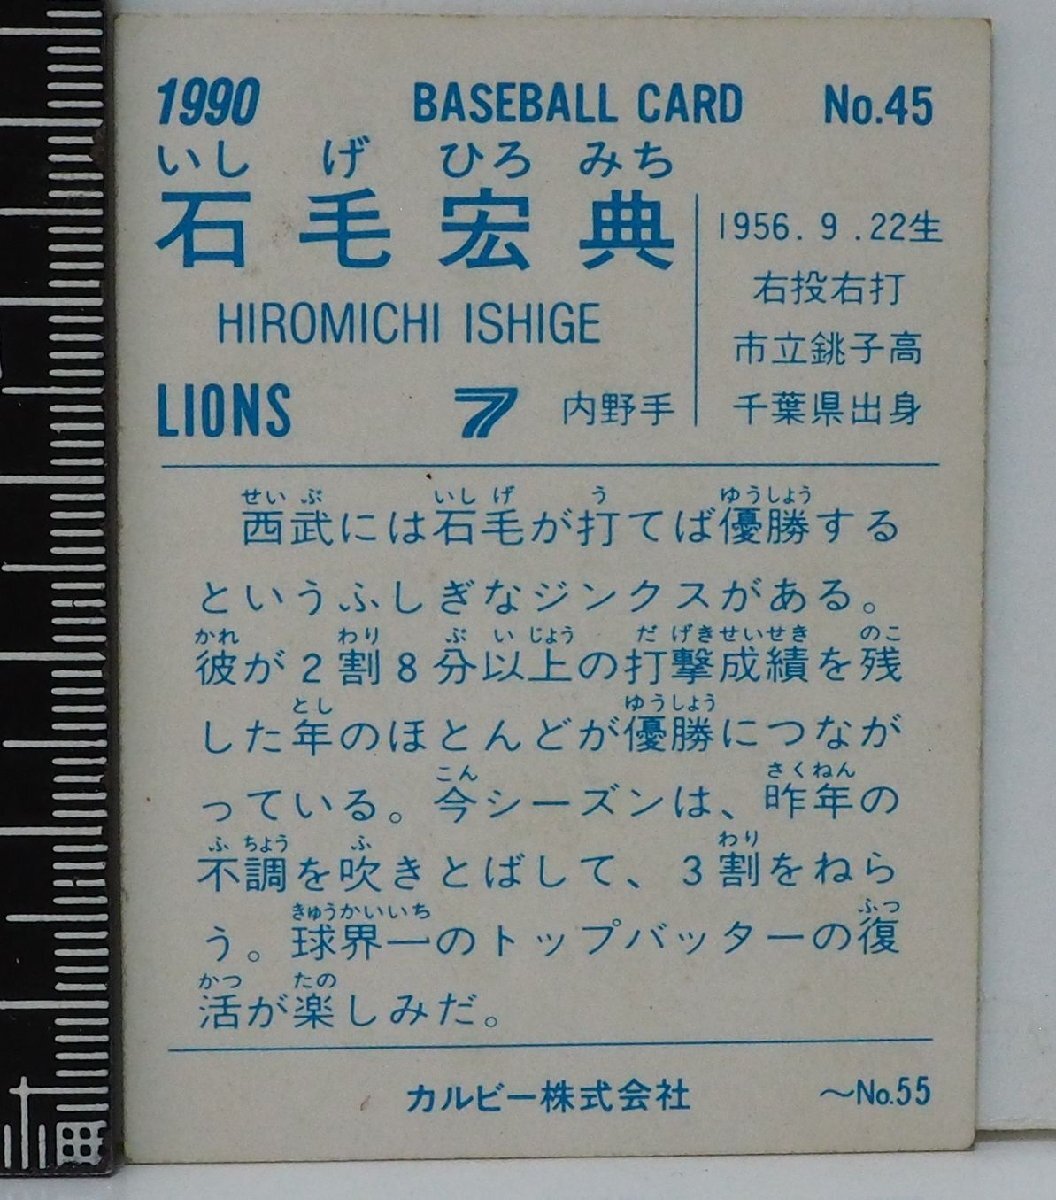 1990 BASEBALL CARD No.45
いし げ ひろ みち
石毛宏典
HIROMICHI ISHIGE
LIONS 7 内野手
1956.9.22生
右投右打
市立銚子高
千葉県出身
せい ぶ いし げ う ゆうしょう
西武には石毛が打てば優勝する
というふしぎなジンクスがある。
かれ わり ぶ い じょう だ げき せい せき のこ
彼が2割8分以上の打撃成績を残
とし ゆうしょう
した年のほとんどが優勝につなが
こん さくねん
っている。今シーズンは、昨年の
ふ ちょう ふ わり
不調を吹きとばして、3割をねら
きゅうかいいち ふっ
う。球界一のトップバッターの復
かつ たの
活が楽しみだ。
カルビー株式会社 〜No.55